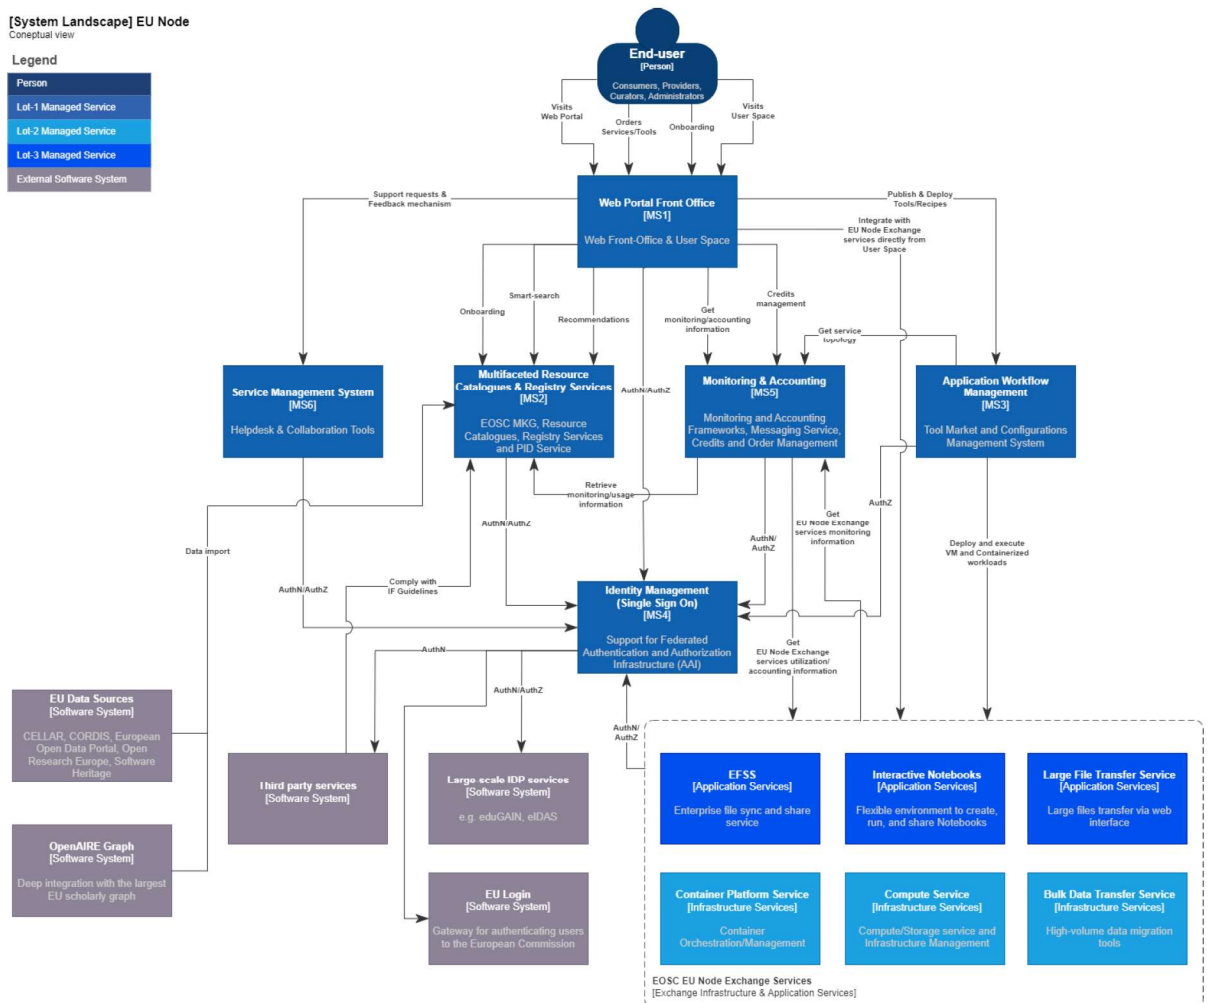 [System Landscape] EU Node
Coneptual view
Legend
Person
Lot-1 Managed Service
Lot-2 Managed Service
Lot-3 Managed Service
External Software System
End-user
[Person]
Consumers, Providers,
Curators, Administrators
Visits
Web Portal
Orders
Services/Tools
Onboarding
Visits
User Space
Web Portal Front Office
[MS1]
Web Front-Office & User Space
Support requests &
Feedback mechanism
Publish & Deploy
Tools/Recipes
Integrate with
EU Node Exchange
services directly from
User Space
Onboarding
Smart-search
Recommendations
Get
monitoring/accounting
information
Credits
management
Get service
topology
AuthN/AuthZ
Service Management System
[MS6]
Helpdesk & Collaboration Tools
Multifaceted Resource
Catalogues & Registry Services
[MS2]
EOSC MKG, Resource
Catalogues, Registry Services
and PID Service
Monitoring & Accounting
[MS5]
Monitoring and Accounting
Frameworks, Messaging Service,
Credits and Order Management
Application Workflow
Management
[MS3]
Tool Market and Configurations
Management System
Retrieve
monitoring/usage
information
AuthN/AuthZ
AuthN/
AuthZ
Get
EU Node Exchange
services monitoring
information
AuthZ
Deploy and execute
VM and Containerized
workloads
Data import
AuthN/AuthZ
Comply with
IF Guidelines
Identity Management
(Single Sign On)
[MS4]
Support for Federated
Authentication and Authorization
Infrastructure (AAI)
AuthN
AuthN/AuthZ
Get
EU Node Exchange
services utilization/
accounting information
AuthN/
AuthZ
EU Data Sources
[Software System]
CELLAR, CORDIS, European
Open Data Portal, Open
Research Europe, Software
Heritage
Third party services
[Software System]
Large-scale IDP services
[Software System]
e.g. eduGAIN, eIDAS
EFSS
[Application Services]
Enterprise file sync and share
service
Interactive Notebooks
[Application Services]
Flexible environment to create,
run, and share Notebooks
Large File Transfer Service
[Application Services]
Large files transfer via web
interface
OpenAIRE Graph
[Software System]
Deep integration with the largest
EU scholarly graph
EU Login
[Software System]
Gateway for authenticating users
to the European Commission
Container Platform Service
[Infrastructure Services]
Container
Orchestration/Management
Compute Service
[Infrastructure Services]
Compute/Storage service and
Infrastructure Management
Bulk Data Transfer Service
[Infrastructure Services]
High-volume data migration
tools
EOSC EU Node Exchange Services
[Exchange Infrastructure & Application Services]